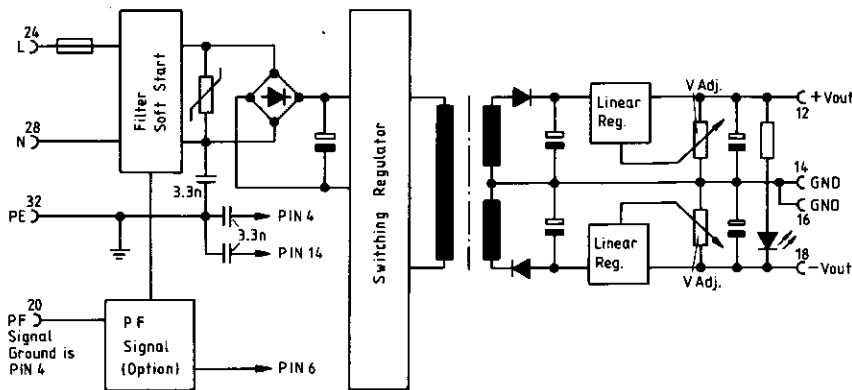 24
L
Filter
Soft Start
28
N
3.3n
32
PE
PIN 4
3.3n
PIN 14
20
PF
Signal
Ground is
PIN 4
PF
Signal
(Option)
PIN 6
Switching Regulator
Linear
Reg.
V Adj.
12
+Vout
14
GND
GND
16
Linear
Reg.
V Adj.
18
-Vout